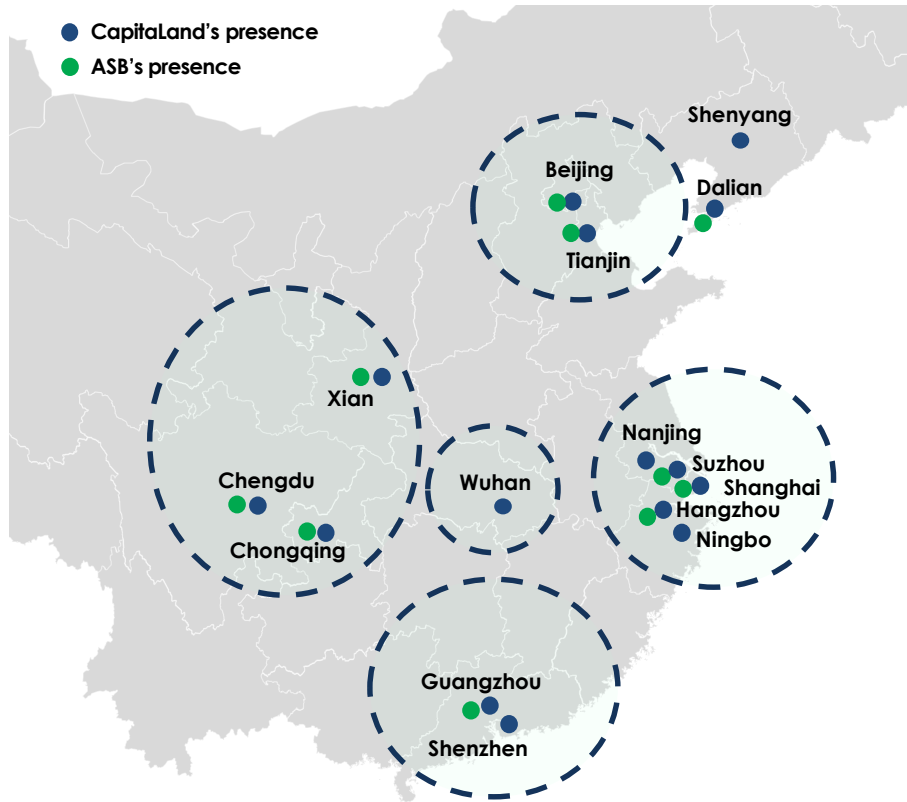 CapitaLand's presence
ASB's presence
Shenyang
Beijing
Dalian
Tianjin
Xian
Nanjing
Suzhou
Chengdu
Wuhan
Shanghai
Hangzhou
Chongqing
Ningbo
Guangzhou
Shenzhen